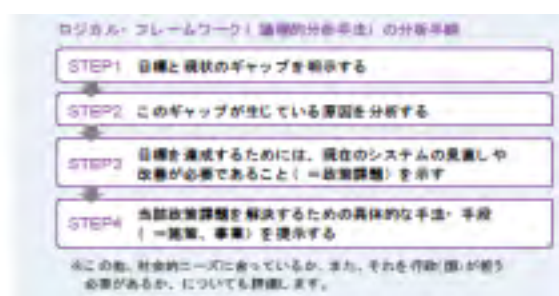 ロジカル・フレームワーク(論理的分析手法)の分析手順
STEP1 目標と現状のギャップを明示する
STEP2 このギャップが生じている原因を分析する
STEP3 目標を達成するためには、現在のシステムの見直しや
改善が必要であること(=政策課題)を示す
STEP4 当該政策課題を解決するための具体的な手法・手段
(=施策、事業)を提示する
※この他、社会的ニーズに合っているか、また、それを行政(国)が担う
必要があるか、についても評価します。